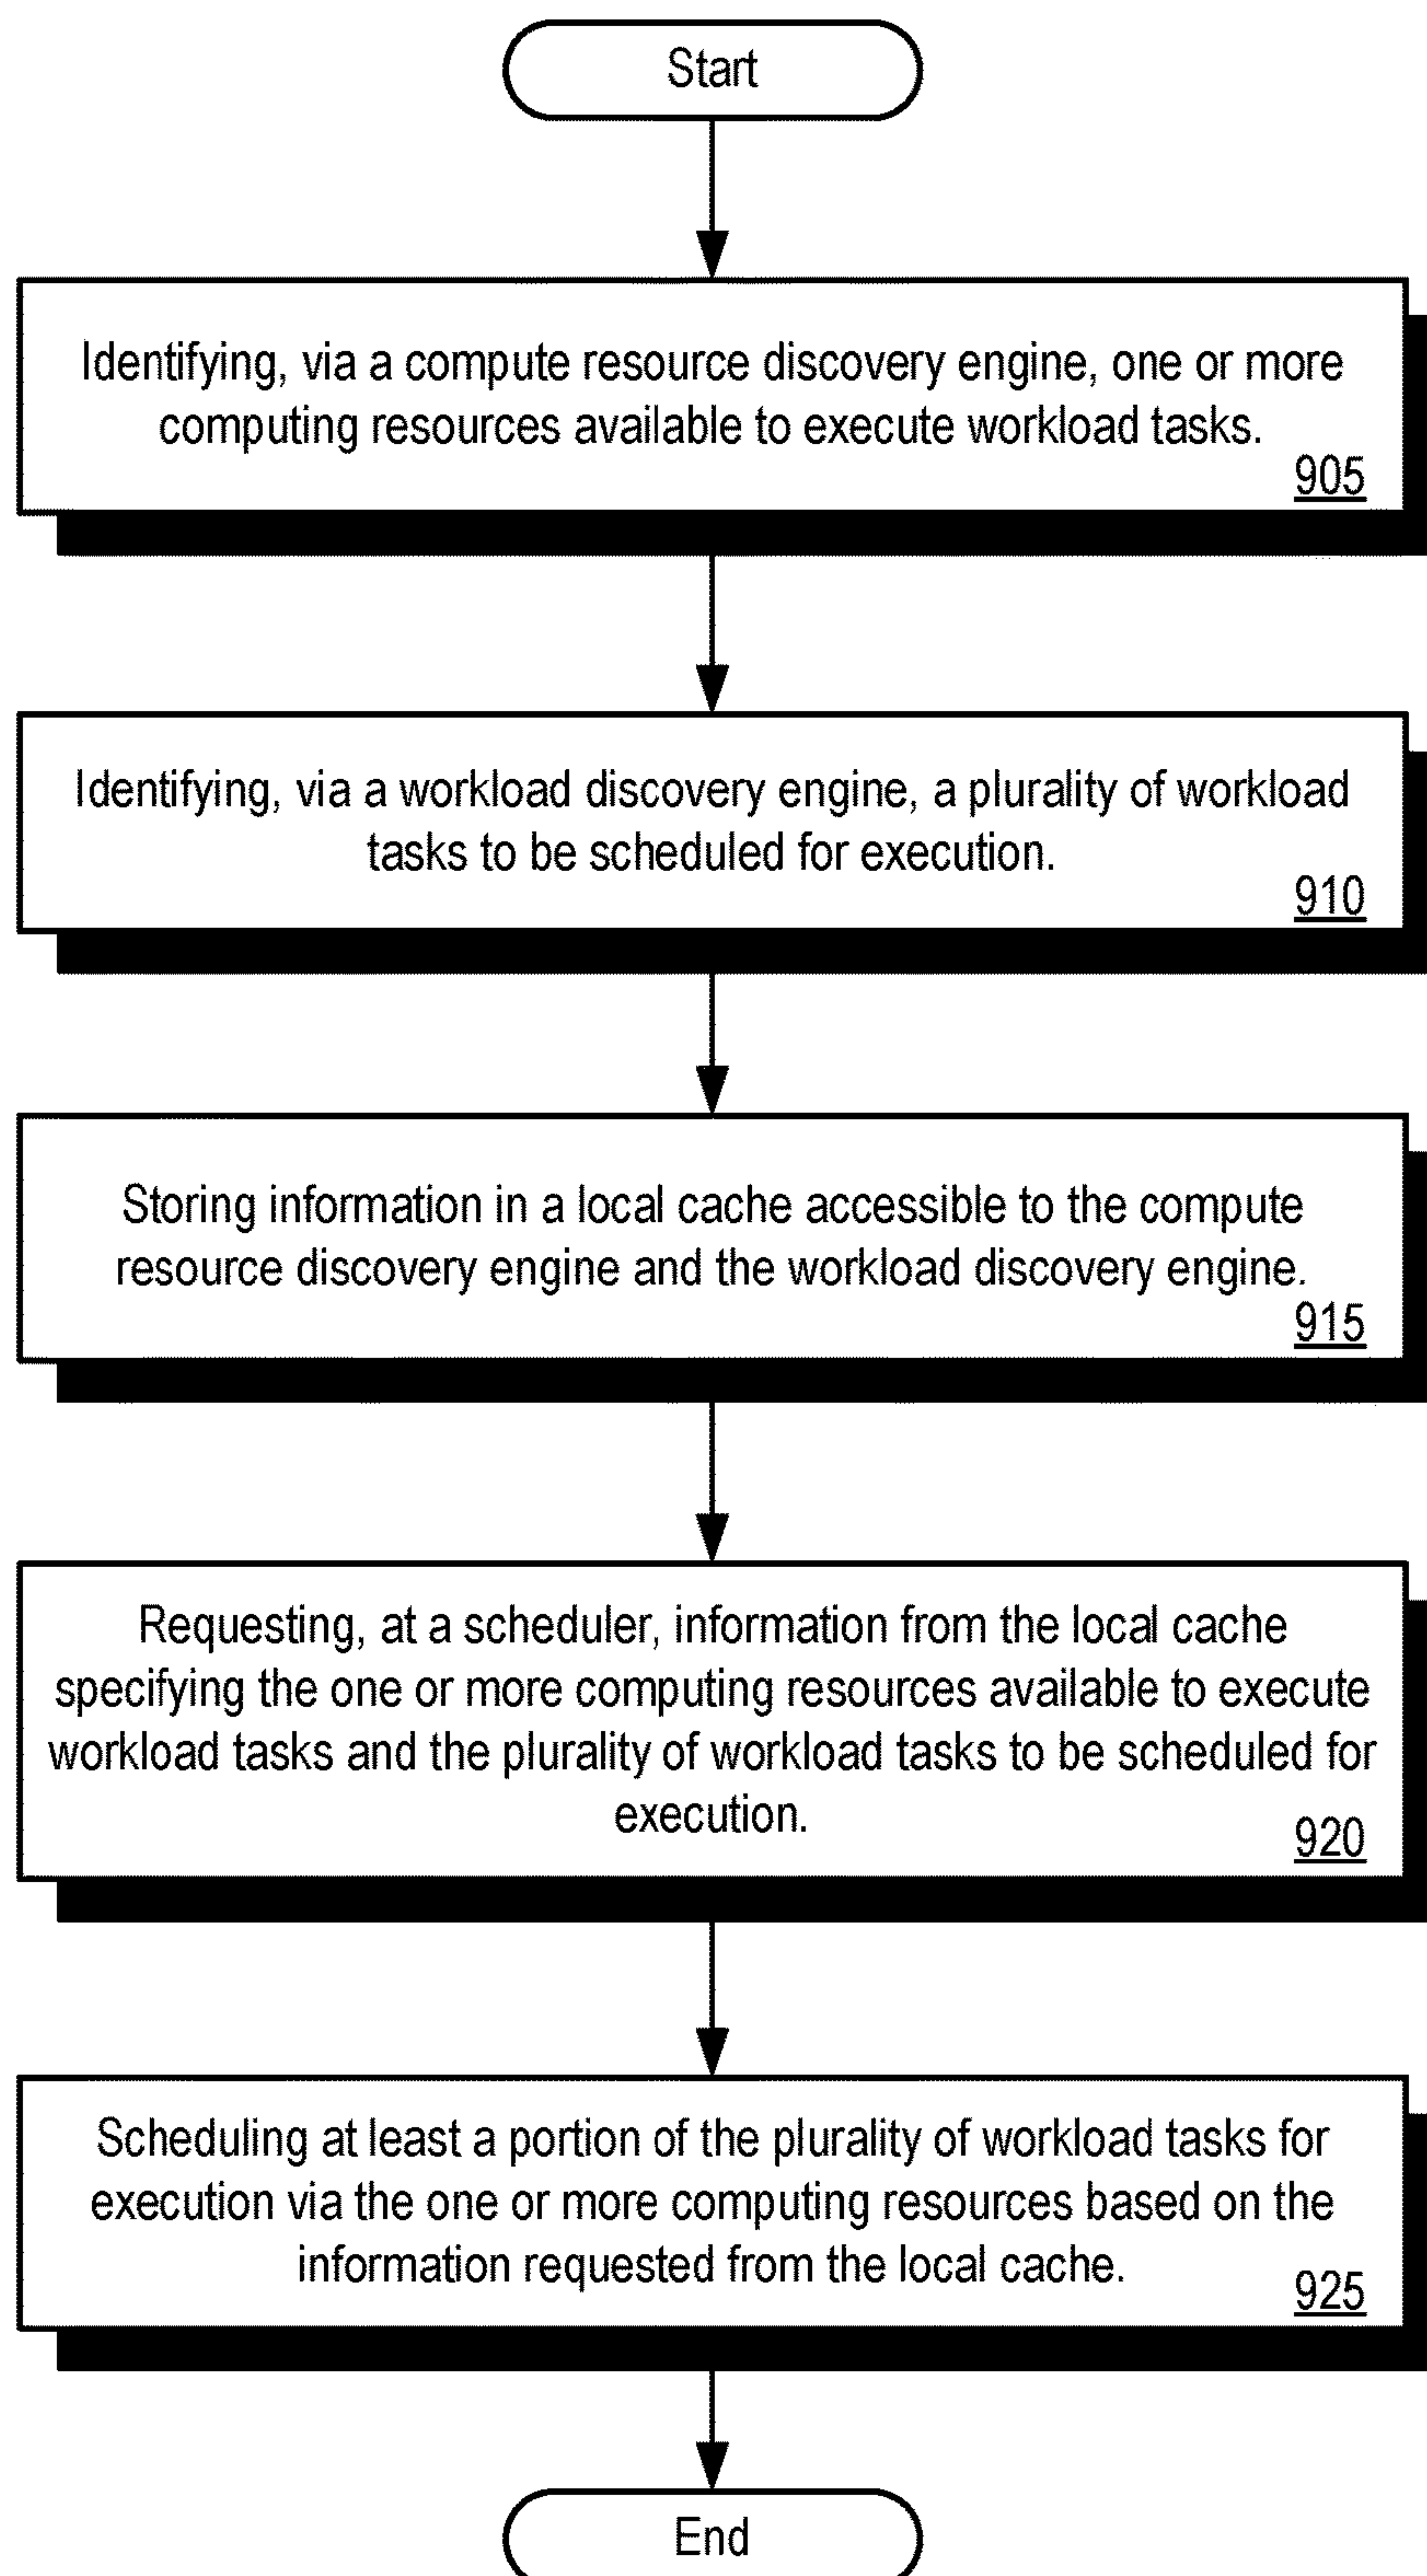 Start
Identifying, via a compute resource discovery engine, one or more
computing resources available to execute workload tasks.
905
Identifying, via a workload discovery engine, a plurality of workload
tasks to be scheduled for execution.
910
Storing information in a local cache accessible to the compute
resource discovery engine and the workload discovery engine.
915
Requesting, at a scheduler, information from the local cache
specifying the one or more computing resources available to execute
workload tasks and the plurality of workload tasks to be scheduled for
execution.
920
Scheduling at least a portion of the plurality of workload tasks for
execution via the one or more computing resources based on the
information requested from the local cache.
925
End